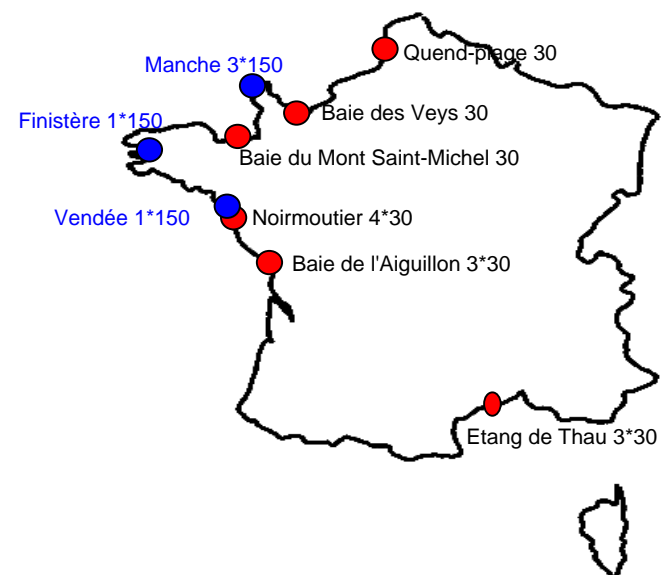 Quend-plage 30
Manche 3*150
Baie des Veys 30
Finistère 1*150
Baie du Mont Saint-Michel 30
Vendée 1*150
Noirmoutier 4*30
Baie de l'Aiguillon 3*30
Etang de Thau 3*30